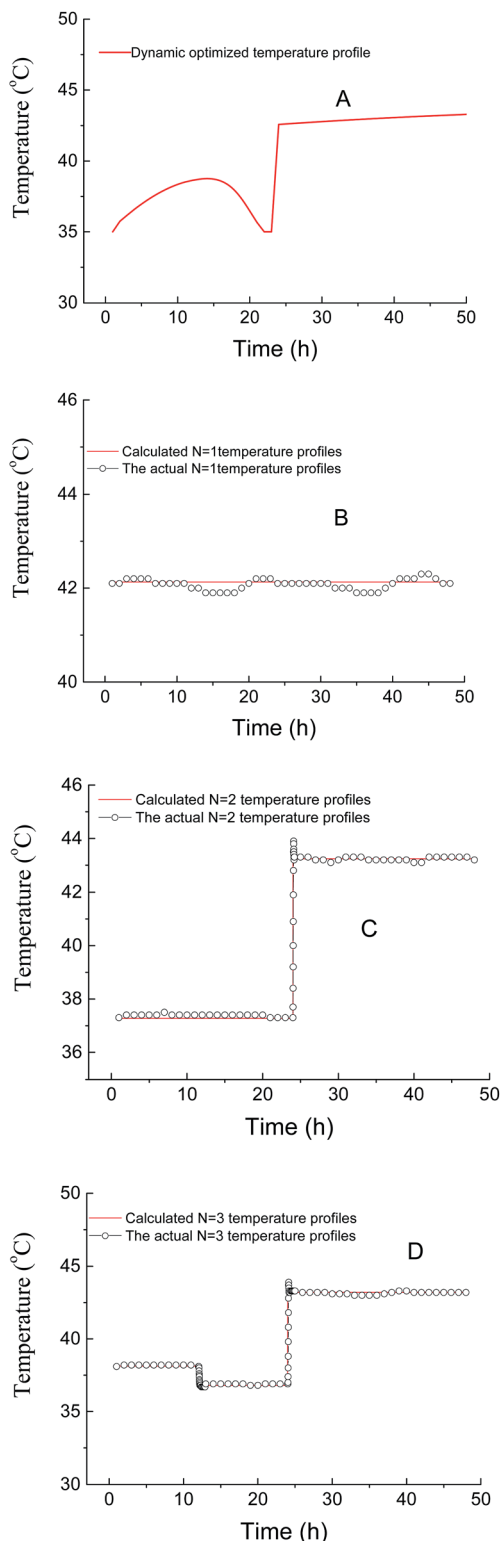 50
Dynamic optimized temperature profile
A
45
40
35
30
0 10 20 30 40 50
Temperature (°C)
Time (h)
46
Calculated N=1temperature profiles
The actual N=1temperature profiles
44
B
42
40
0 10 20 30 40 50
Temperature (°C)
Time (h)
46
Calculated N=2 temperature profiles
The actual N=2 temperature profiles
44
43
C
40
38
36
0 10 20 30 40 50
Temperature (°C)
Time (h)
50
Calculated N=3 temperature profiles
The actual N=3 temperature profiles
D
45
40
35
30
0 10 20 30 40 50
Temperature (°C)
Time (h)